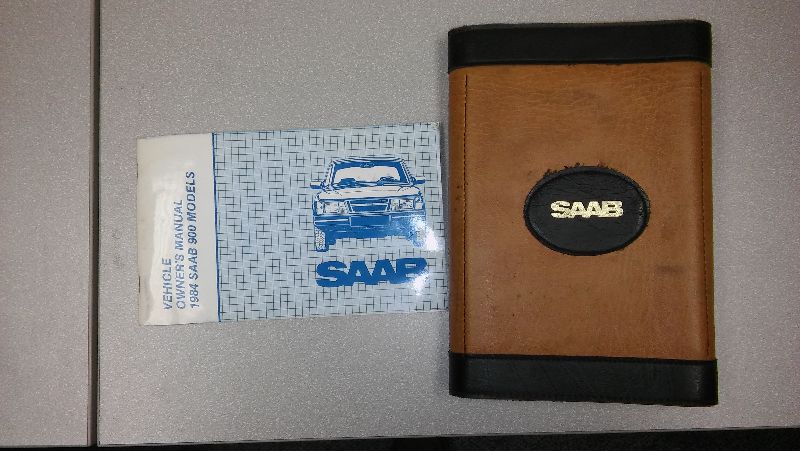 VEHICLE
OWNER'S MANUAL
1984 SAAB 900 MODELS
SAAB
SAAB